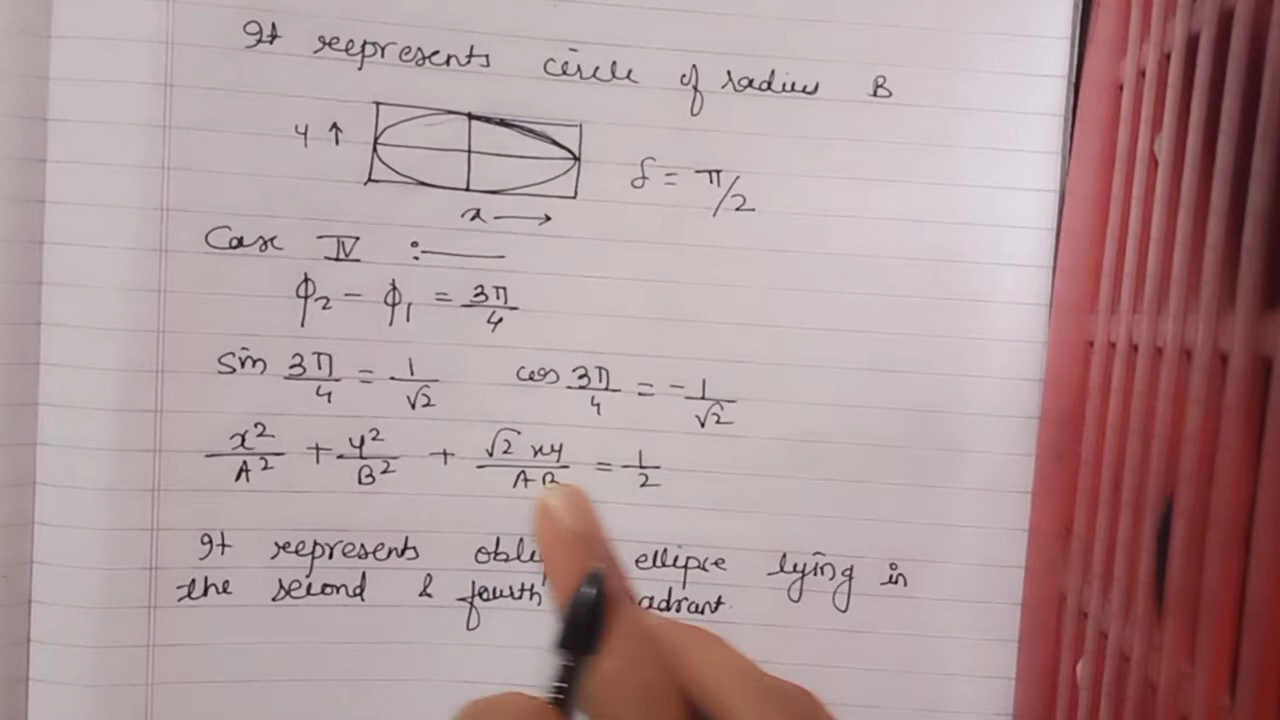 It reepresents circle of radius B
y ↑
δ = π/2
x →
Case IV :—
ϕ₂ - ϕ₁ = 3π/4
Sin 3π/4 = 1/√2 cos 3π/4 = -1/√2
x²/A² + y²/B² + √2 xy/AB = 1/2
It reepresents ellipse lying in
the second & fourth